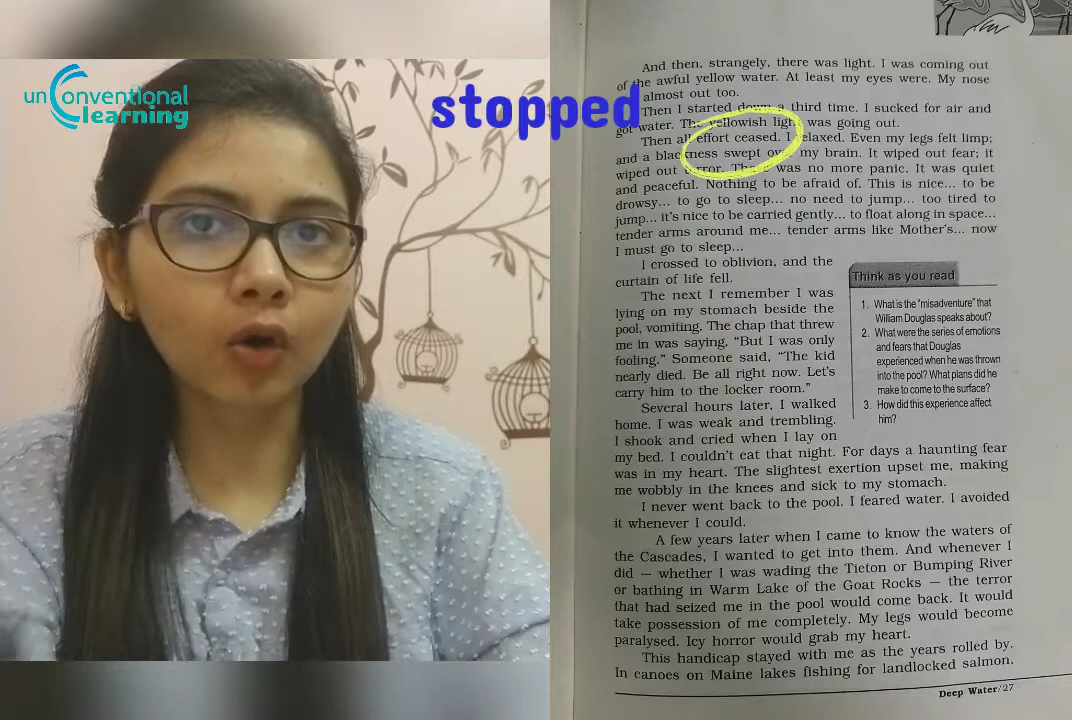 unConventional
learning
stopped
And then, strangely, there was light. I was coming out
of the awful yellow water. At least my eyes were. My nose
almost out too.
Then I started down a third time. I sucked for air and
got water. The yellowish light was going out.
Then all effort ceased. I relaxed. Even my legs felt limp;
and a blackness swept over my brain. It wiped out fear; it
wiped out terror. There was no more panic. It was quiet
and peaceful. Nothing to be afraid of. This is nice... to be
drowsy... to go to sleep... no need to jump... too tired to
jump... it's nice to be carried gently... to float along in space...
tender arms around me... tender arms like Mother's... now
I must go to sleep...
I crossed to oblivion, and the
curtain of life fell.
The next I remember I was
lying on my stomach beside the
pool, vomiting. The chap that threw
me in was saying, "But I was only
fooling." Someone said, "The kid
nearly died. Be all right now. Let's
carry him to the locker room."
Several hours later, I walked
home. I was weak and trembling.
I shook and cried when I lay on
my bed. I couldn't eat that night. For days a haunting fear
was in my heart. The slightest exertion upset me, making
me wobbly in the knees and sick to my stomach.
I never went back to the pool. I feared water. I avoided
it whenever I could.
A few years later when I came to know the waters of
the Cascades, I wanted to get into them. And whenever I
did — whether I was wading the Tieton or Bumping River
or bathing in Warm Lake of the Goat Rocks — the terror
that had seized me in the pool would come back. It would
take possession of me completely. My legs would become
paralysed. Icy horror would grab my heart.
This handicap stayed with me as the years rolled by.
In canoes on Maine lakes fishing for landlocked salmon,
Think as you read
1. What is the "misadventure" that
William Douglas speaks about?
2. What were the series of emotions
and fears that Douglas
experienced when he was thrown
into the pool? What plans did he
make to come to the surface?
3. How did this experience affect
him?
Deep Water/27